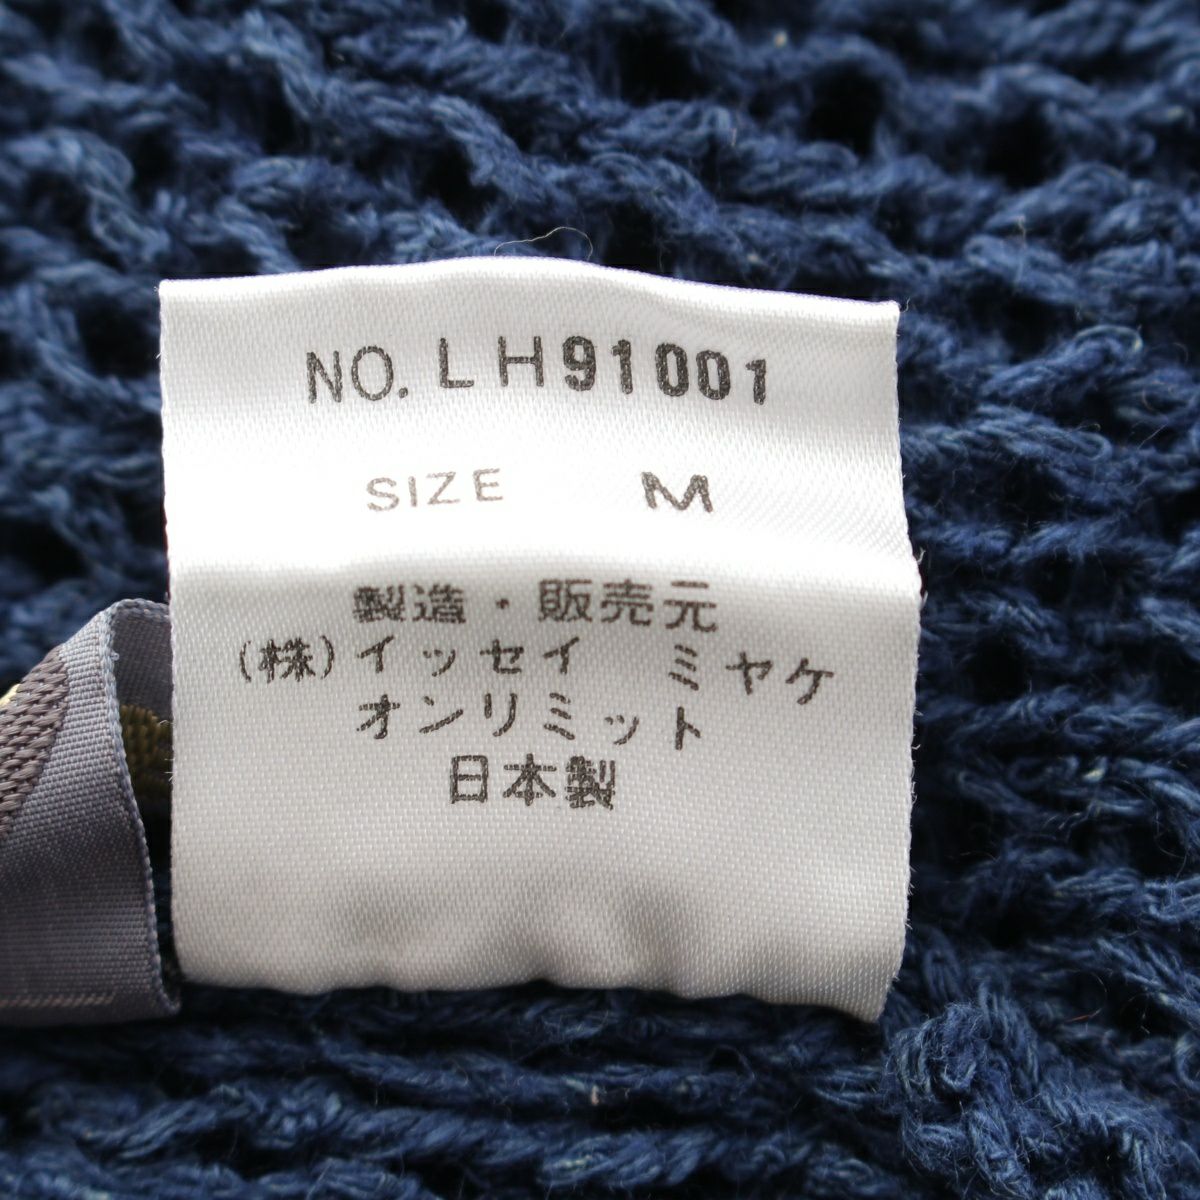 NO. LH91001
SIZE M
製造・販売元
(株)イッセイ ミヤケ
オンリミット
日本製